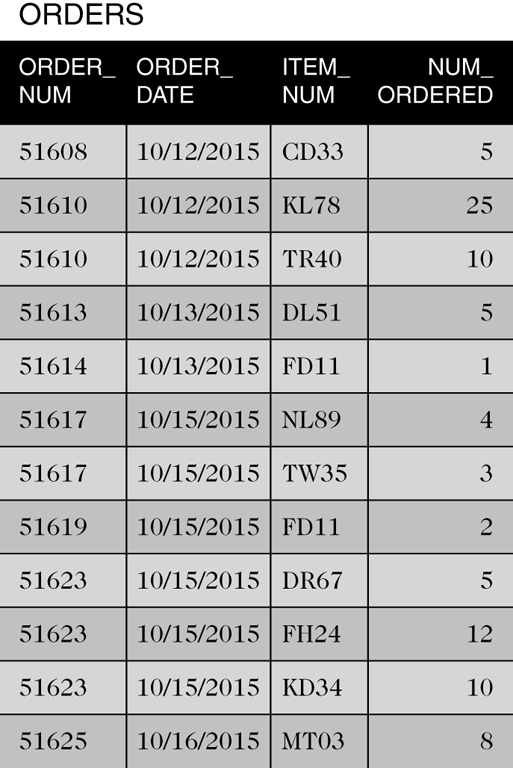 ORDERS
ORDER_ ORDER_ ITEM_ NUM_
NUM DATE NUM ORDERED
51608 10/12/2015 CD33 5
51610 10/12/2015 KL78 25
51610 10/12/2015 TR40 10
51613 10/13/2015 DL51 5
51614 10/13/2015 FD11 1
51617 10/15/2015 NL89 4
51617 10/15/2015 TW35 3
51619 10/15/2015 FD11 2
51623 10/15/2015 DR67 5
51623 10/15/2015 FH24 12
51623 10/15/2015 KD34 10
51625 10/16/2015 MT03 8